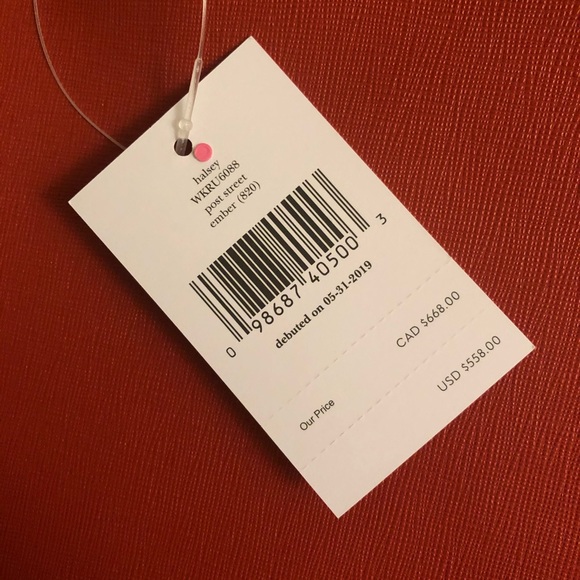 halsey
WKRU6088
post street
ember (820)
0 98687 40500 3
debuted on 05-31-2019
CAD $668.00
Our Price
USD $558.00